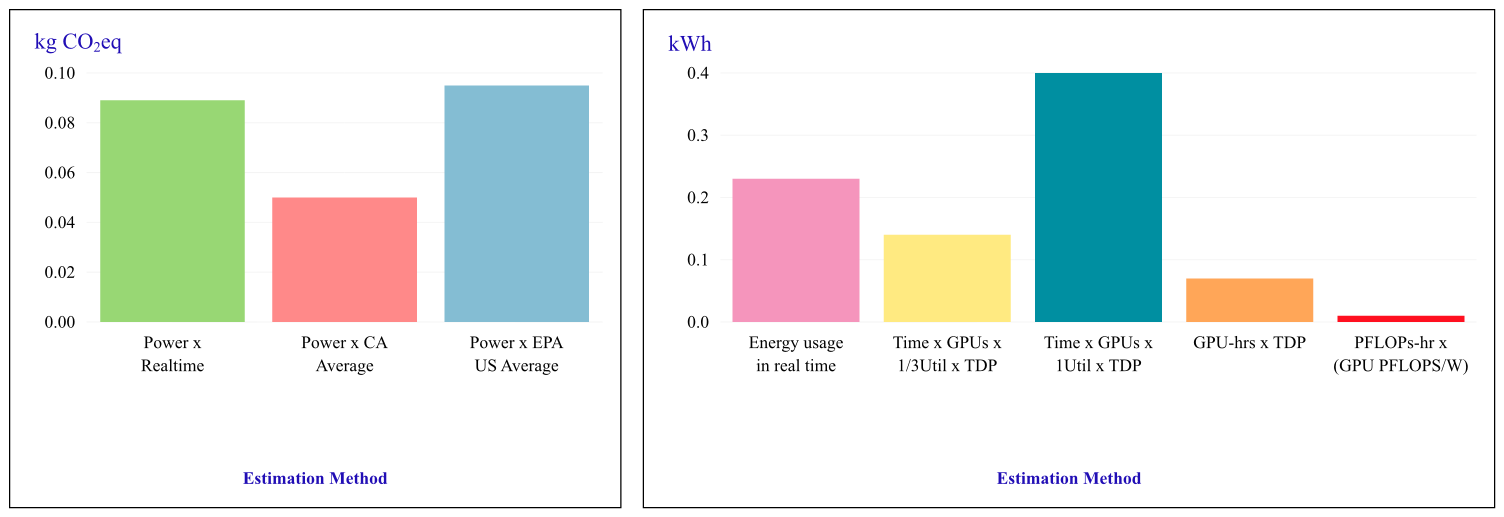 kg CO₂eq
0.10
0.08
0.06
0.04
0.02
0.00
Power x
Realtime
Power x CA
Average
Power x EPA
US Average
Estimation Method
kWh
0.4
0.3
0.2
0.1
0.0
Energy usage
in real time
Time x GPUs x
1/3Util x TDP
Time x GPUs x
1Util x TDP
GPU-hrs x TDP
PFLOPs-hr x
(GPU PFLOPS/W)
Estimation Method